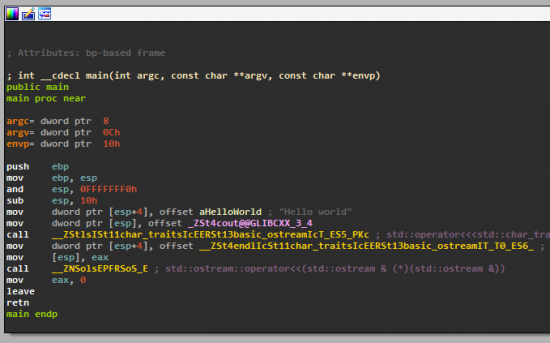 ; Attributes: bp-based frame
; int __cdecl main(int argc, const char **argv, const char **envp)
public main
main proc near
argc= dword ptr 8
argv= dword ptr 0Ch
envp= dword ptr 10h
push ebp
mov ebp, esp
and esp, 0FFFFFFF0h
sub esp, 10h
mov dword ptr [esp+4], offset aHelloWorld ; "Hello world"
mov dword ptr [esp], offset _ZSt4cout@@GLIBCXX_3_4
call __ZStlsISt11char_traitsIcEERSt13basic_ostreamIcT_ES5_PKc ; std::operator<<<std::char_tra
mov dword ptr [esp+4], offset __ZSt4endlIcSt11char_traitsIcEERSt13basic_ostreamIT_T0_ES6_ ;
mov [esp], eax
call __ZNSolsEPFRSoS_E ; std::ostream::operator<<(std::ostream & (*)(std::ostream &))
mov eax, 0
leave
retn
main endp